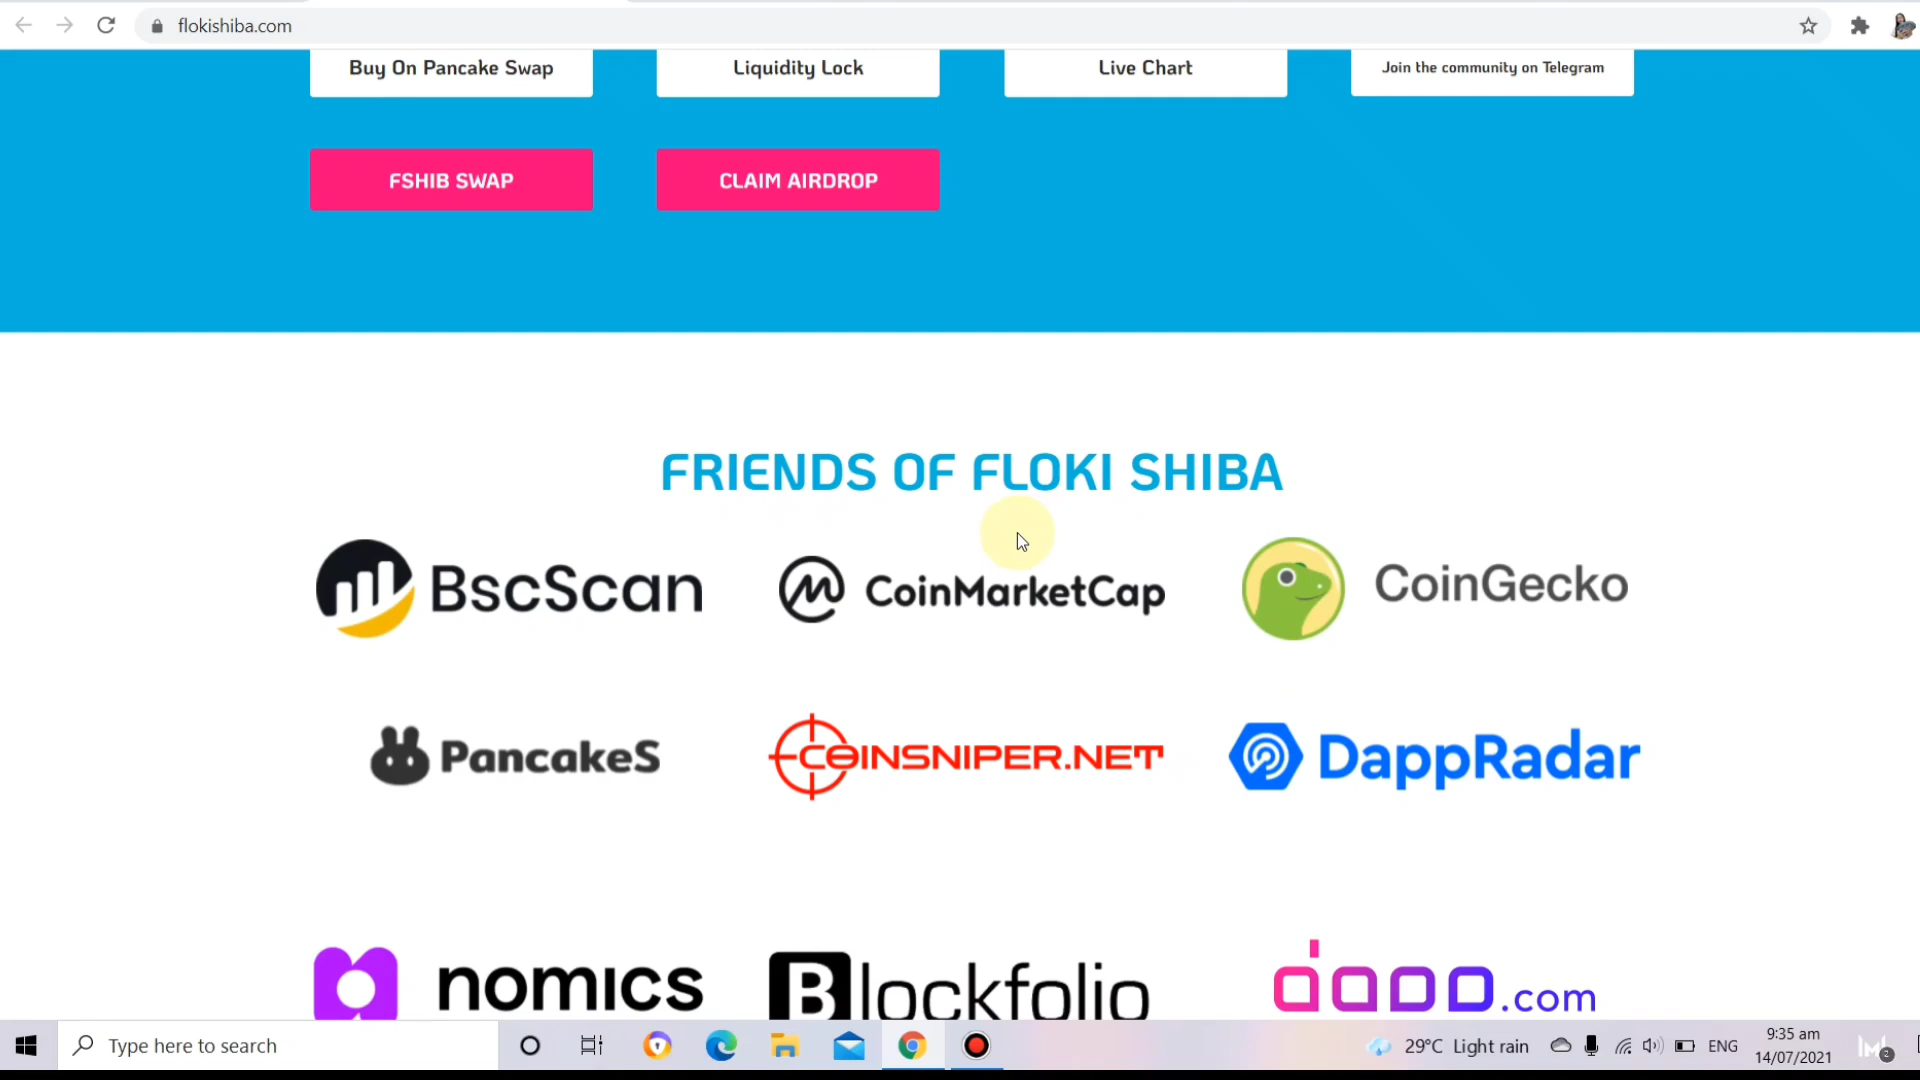 flokishiba.com
Buy On Pancake Swap
Liquidity Lock
Live Chart
Join the community on Telegram
FSHIB SWAP
CLAIM AIRDROP
FRIENDS OF FLOKI SHIBA
BscScan
CoinMarketCap
CoinGecko
PancakeS
COINSNIPER.NET
DappRadar
nomics
Blockfolio
dapp.com
Type here to search
29°C Light rain
ENG
9:35 am
14/07/2021
2